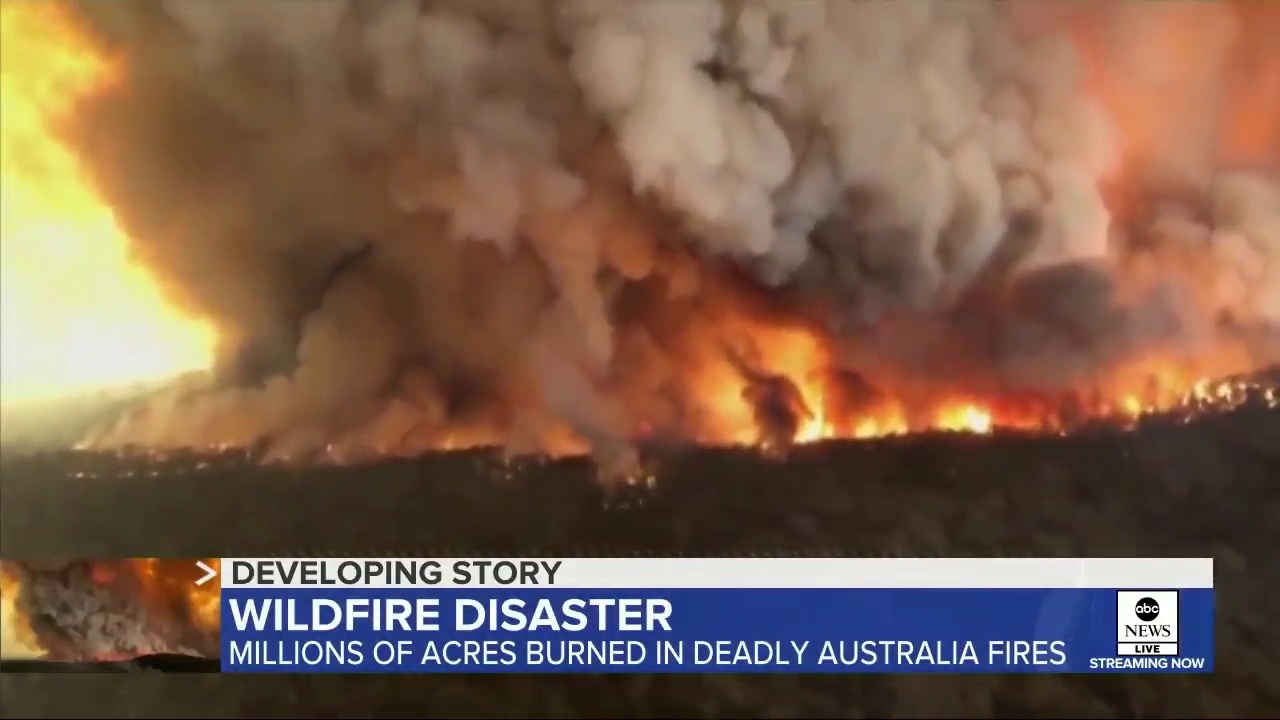 > DEVELOPING STORY
WILDFIRE DISASTER
MILLIONS OF ACRES BURNED IN DEADLY AUSTRALIA FIRES
abc
NEWS
LIVE
STREAMING NOW